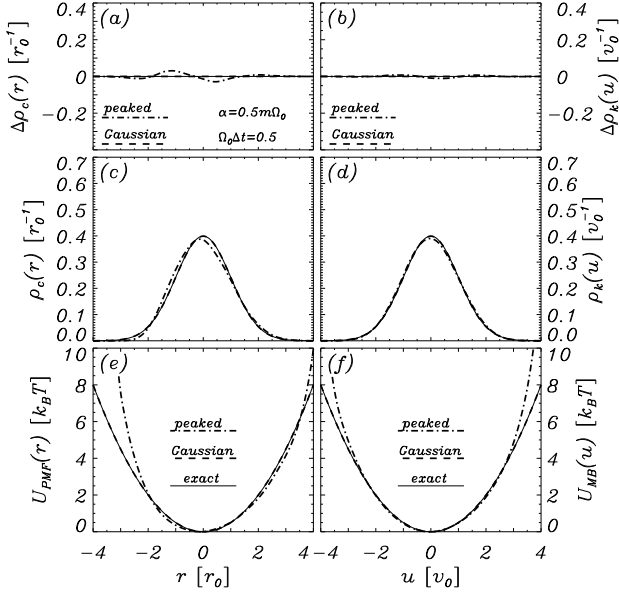 (a) (b)
Δρc(r) [r0^-1] 0.4 0.2 0 −0.2
0.4 0.2 0 −0.2 Δρk(u) [v0^-1]
peaked α=0.5mΩ0 peaked
Gaussian Ω0Δt=0.5 Gaussian
(c) (d)
ρc(r) [r0^-1] 0.7 0.6 0.5 0.4 0.3 0.2 0.1 0.0
0.7 0.6 0.5 0.4 0.3 0.2 0.1 0.0 ρk(u) [v0^-1]
(e) (f)
UPMF(r) [kBT] 10 8 6 4 2 0
10 8 6 4 2 0 UMB(u) [kBT]
peaked peaked
Gaussian Gaussian
exact exact
−4 −2 0 2 4 −4 −2 0 2 4
r [r0] u [v0]